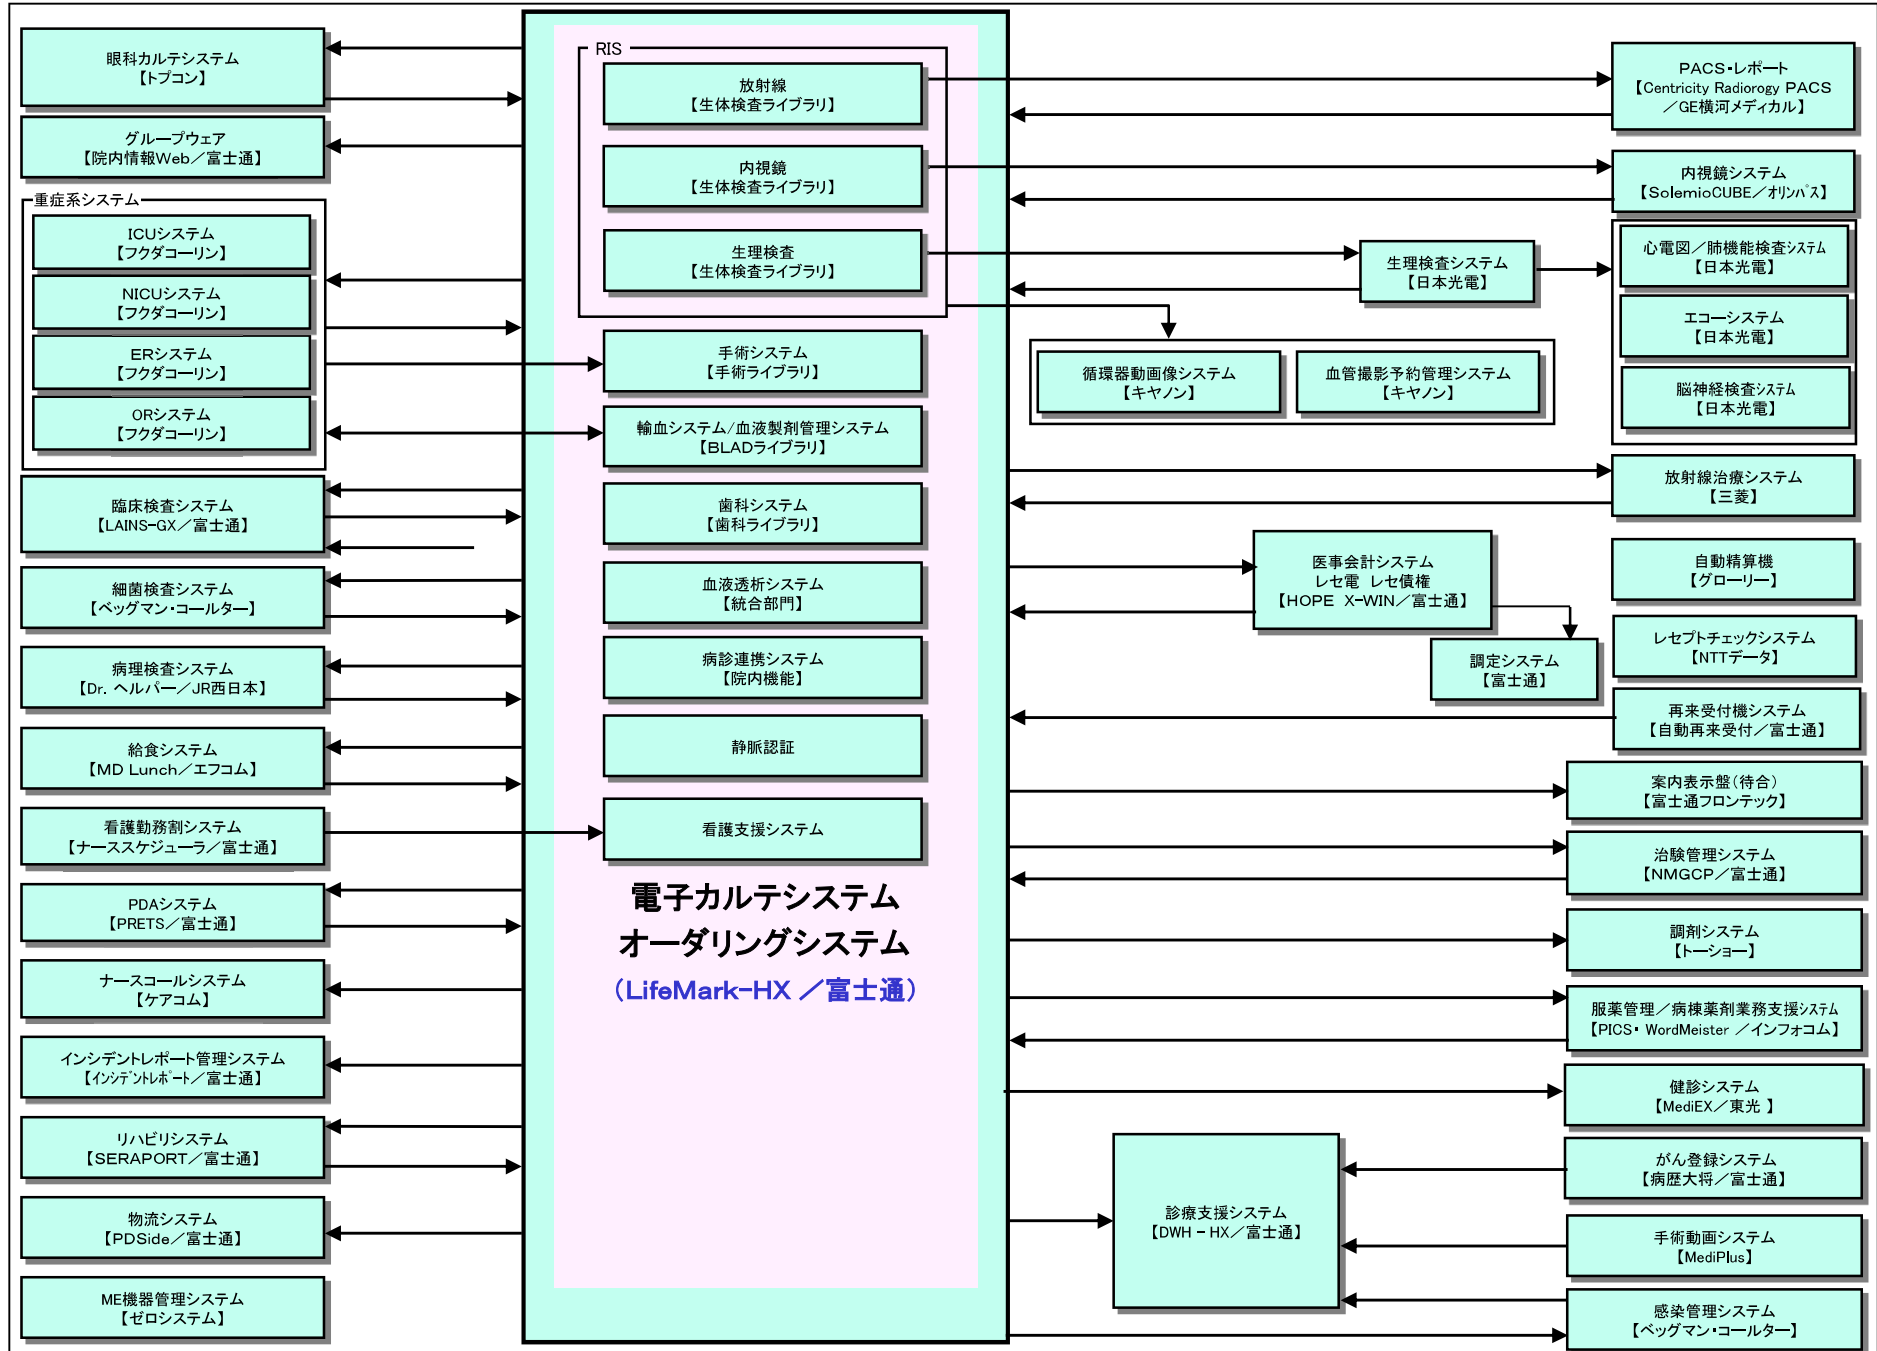 眼科カルテシステム
【トプコン】
グループウェア
【院内情報Web／富士通】
重症系システム
ICUシステム
【フクダコーリン】
NICUシステム
【フクダコーリン】
ERシステム
【フクダコーリン】
ORシステム
【フクダコーリン】
臨床検査システム
【LAINS-GX／富士通】
細菌検査システム
【ベッグマン・コールター】
病理検査システム
【Dr. ヘルパー／JR西日本】
給食システム
【MD Lunch／エフコム】
看護勤務割システム
【ナーススケジューラ／富士通】
PDAシステム
【PRETS／富士通】
ナースコールシステム
【ケアコム】
インシデントレポート管理システム
【インシデントレポート／富士通】
リハビリシステム
【SERAPORT／富士通】
物流システム
【PDSide／富士通】
ME機器管理システム
【ゼロシステム】
RIS
放射線
【生体検査ライブラリ】
内視鏡
【生体検査ライブラリ】
生理検査
【生体検査ライブラリ】
手術システム
【手術ライブラリ】
輸血システム/血液製剤管理システム
【BLADライブラリ】
歯科システム
【歯科ライブラリ】
血液透析システム
【統合部門】
病診連携システム
【院内機能】
静脈認証
看護支援システム
電子カルテシステム
オーダリングシステム
（LifeMark-HX ／富士通）
PACS・レポート
【Centricity Radiorogy PACS
／GE横河メディカル】
内視鏡システム
【SolemioCUBE／オリンパス】
生理検査システム
【日本光電】
心電図／肺機能検査システム
【日本光電】
エコーシステム
【日本光電】
脳神経検査システム
【日本光電】
循環器動画像システム
【キヤノン】
血管撮影予約管理システム
【キヤノン】
放射線治療システム
【三菱】
医事会計システム
レセ電 レセ債権
【HOPE X-WIN／富士通】
自動精算機
【グローリー】
調定システム
【富士通】
レセプトチェックシステム
【NTTデータ】
再来受付機システム
【自動再来受付／富士通】
案内表示盤（待合）
【富士通フロンテック】
治験管理システム
【NMGCP／富士通】
調剤システム
【トーショー】
服薬管理／病棟薬剤業務支援システム
【PICS・WordMeister ／インフォコム】
健診システム
【MediEX／東光 】
診療支援システム
【DWH－HX／富士通】
がん登録システム
【病歴大将／富士通】
手術動画システム
【MediPlus】
感染管理システム
【ベッグマン・コールター】